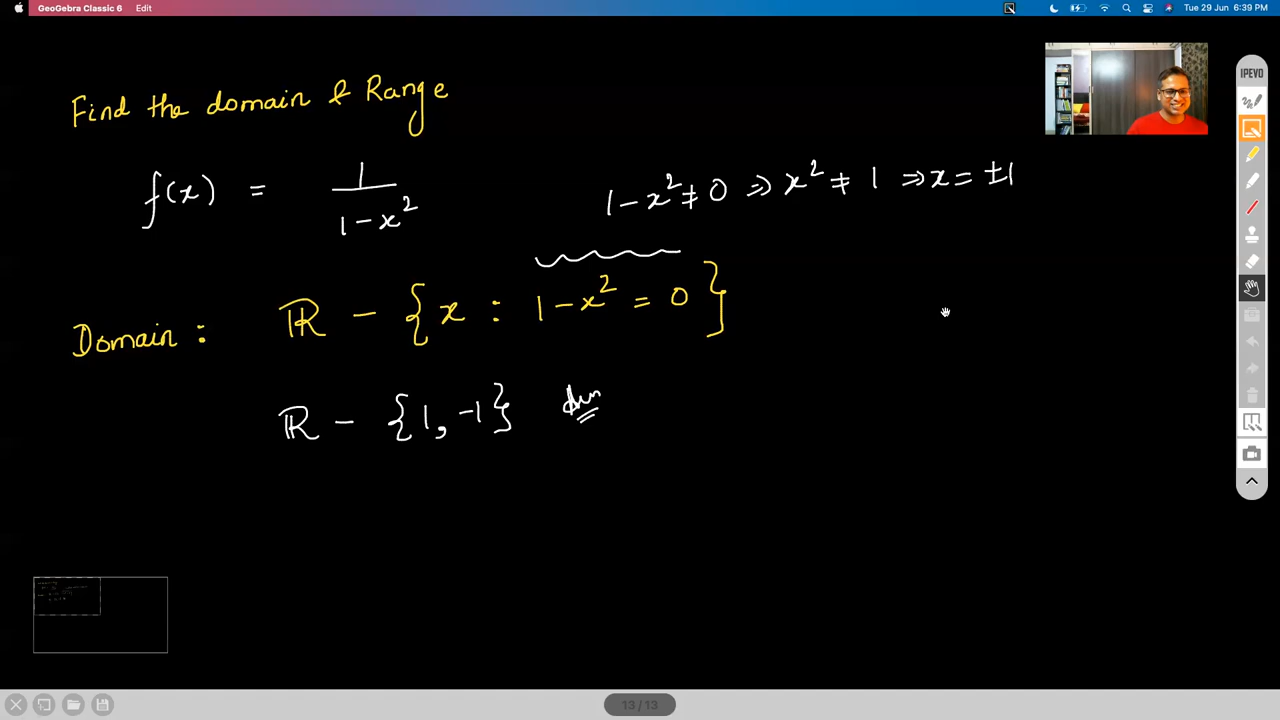 GeoGebra Classic 6 Edit Tue 29 Jun 6:39 PM
IPEVO
Find the domain & Range
f(x) = 1/(1-x²) 1-x²≠0 ⇒ x² ≠ 1 ⇒ x = ±1
Domain : ℝ - {x : 1-x² = 0}
ℝ - {1, -1} Ans
13/13